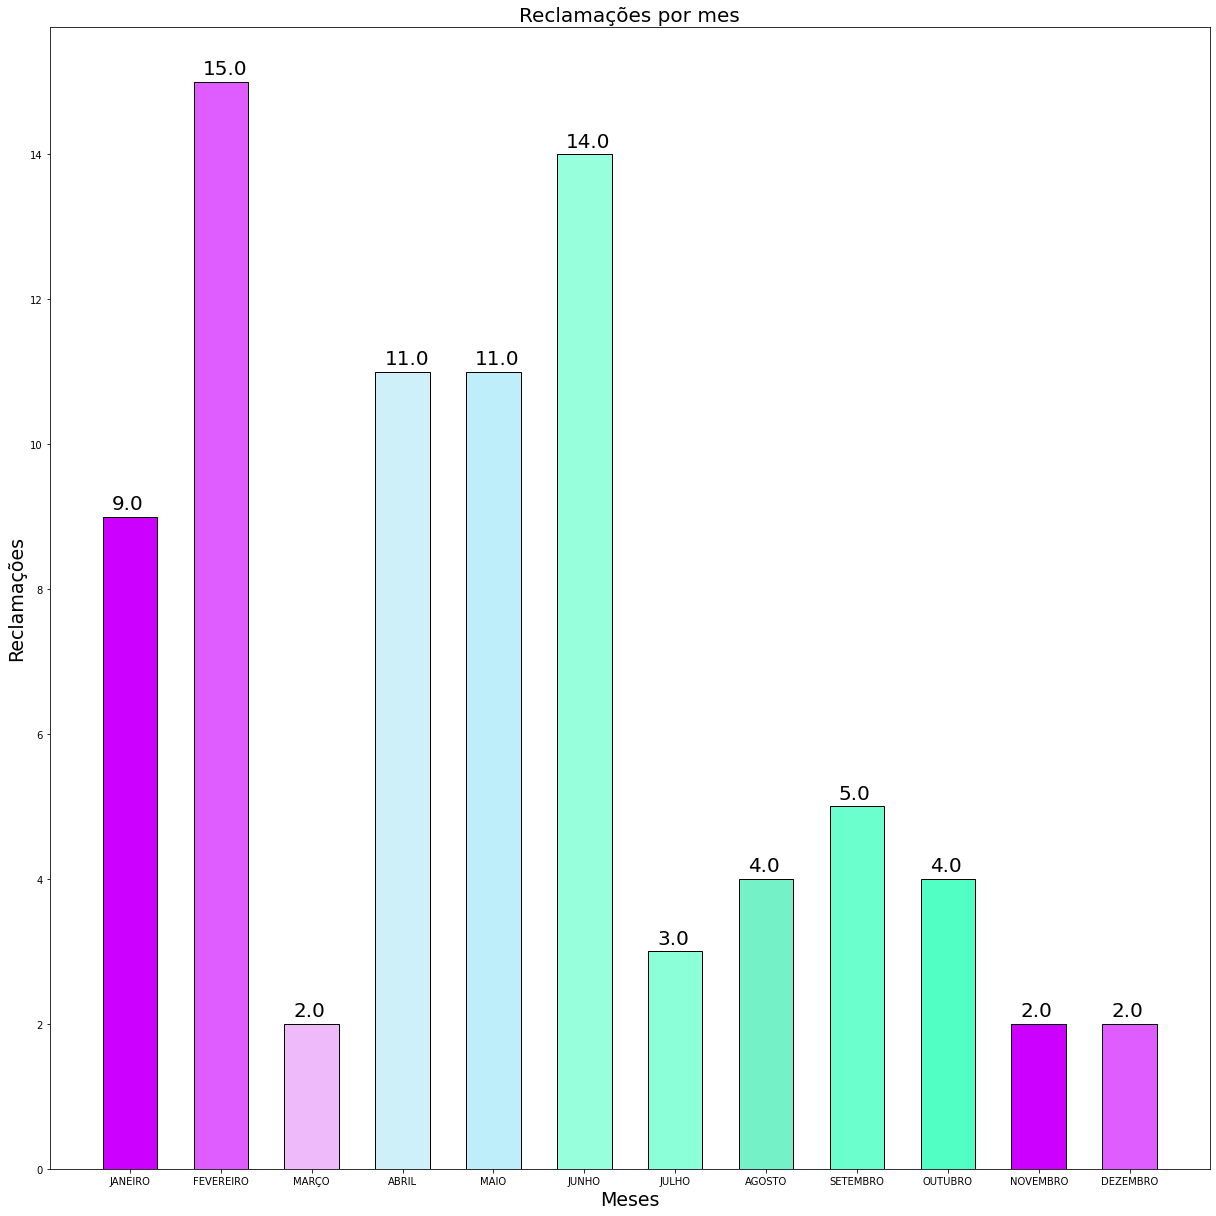 Reclamações por mes
15.0
14.0
11.0
11.0
9.0
5.0
4.0
4.0
3.0
2.0
2.0
2.0
Reclamações
14
12
10
8
6
4
2
0
JANEIRO
FEVEREIRO
MARÇO
ABRIL
MAIO
JUNHO
JULHO
AGOSTO
SETEMBRO
OUTUBRO
NOVEMBRO
DEZEMBRO
Meses